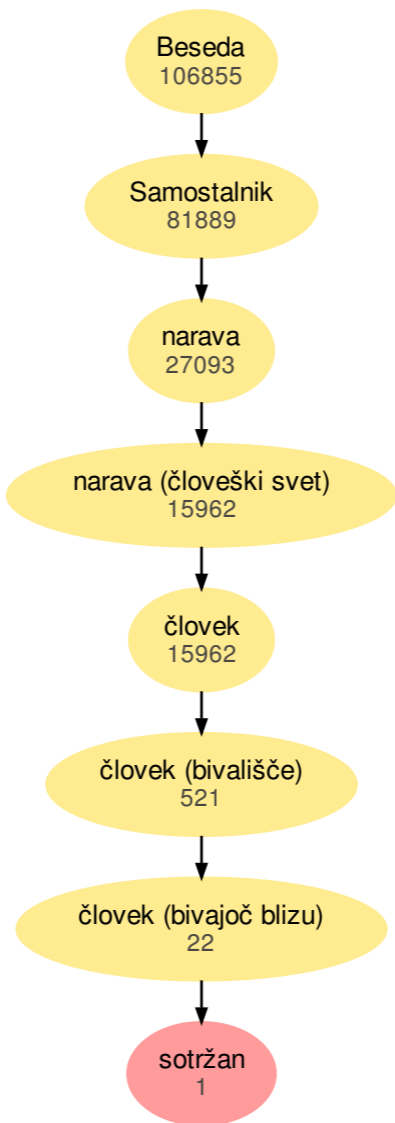 Beseda
106855
Samostalnik
81889
narava
27093
narava (človeški svet)
15962
človek
15962
človek (bivališče)
521
človek (bivajoč blizu)
22
sotržan
1